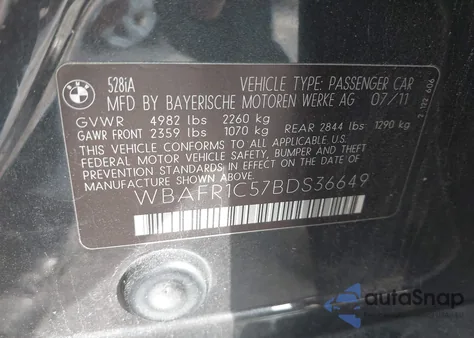 BMW
528iA
VEHICLE TYPE: PASSENGER CAR
MFD BY BAYERISCHE MOTOREN WERKE AG 07/11
GVWR 4982 lbs 2260 kg
GAWR FRONT 2359 lbs 1070 kg REAR 2844 lbs 1290 kg
THIS VEHICLE CONFORMS TO ALL APPLICABLE U.S.
FEDERAL MOTOR VEHICLE SAFETY, BUMPER AND THEFT
PREVENTION STANDARDS IN EFFECT ON THE DATE OF
MANUFACTURE SHOWN ABOVE.
WBAFR1C57BDS36649
autoSnap